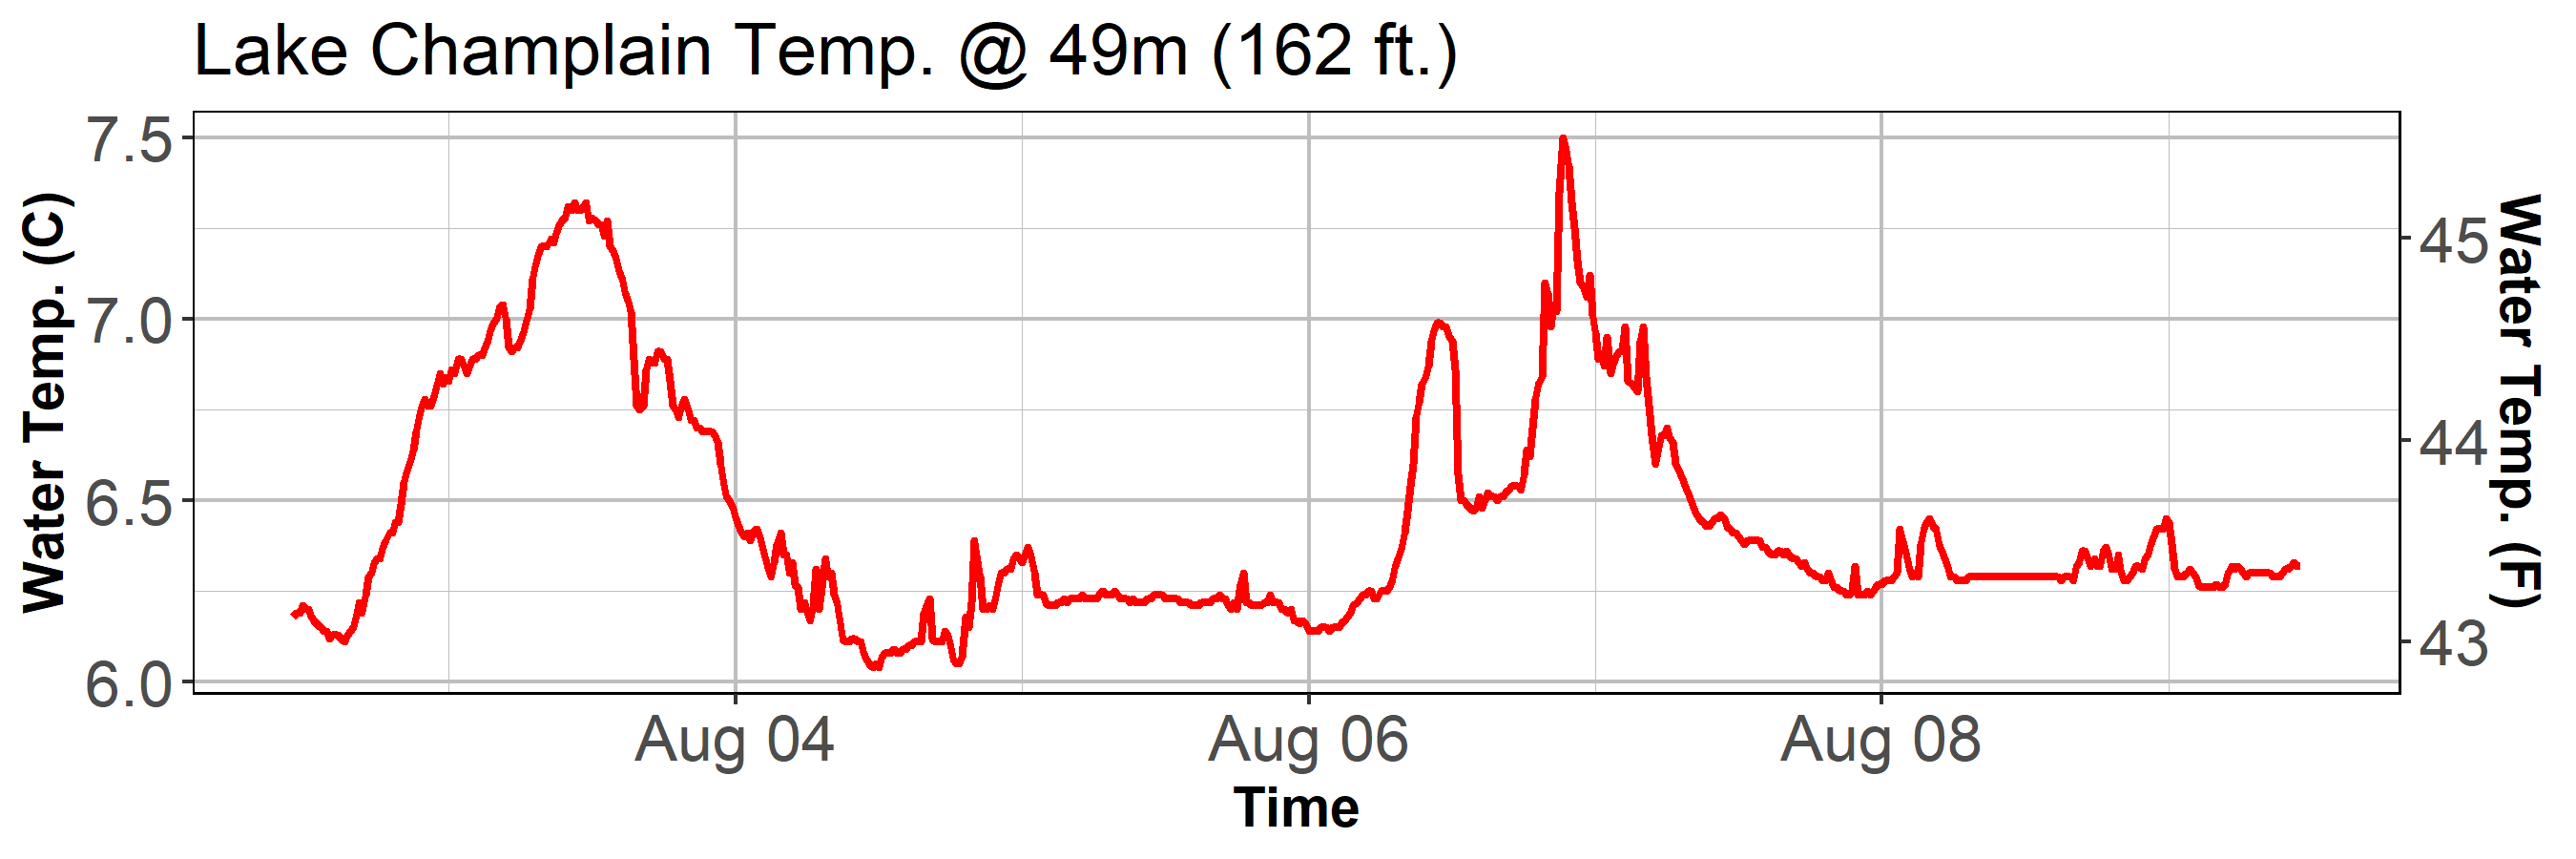 Lake Champlain Temp. @ 49m (162 ft.)
Water Temp. (C)
7.5
7.0
6.5
6.0
Water Temp. (F)
45
44
43
Aug 04
Aug 06
Aug 08
Time